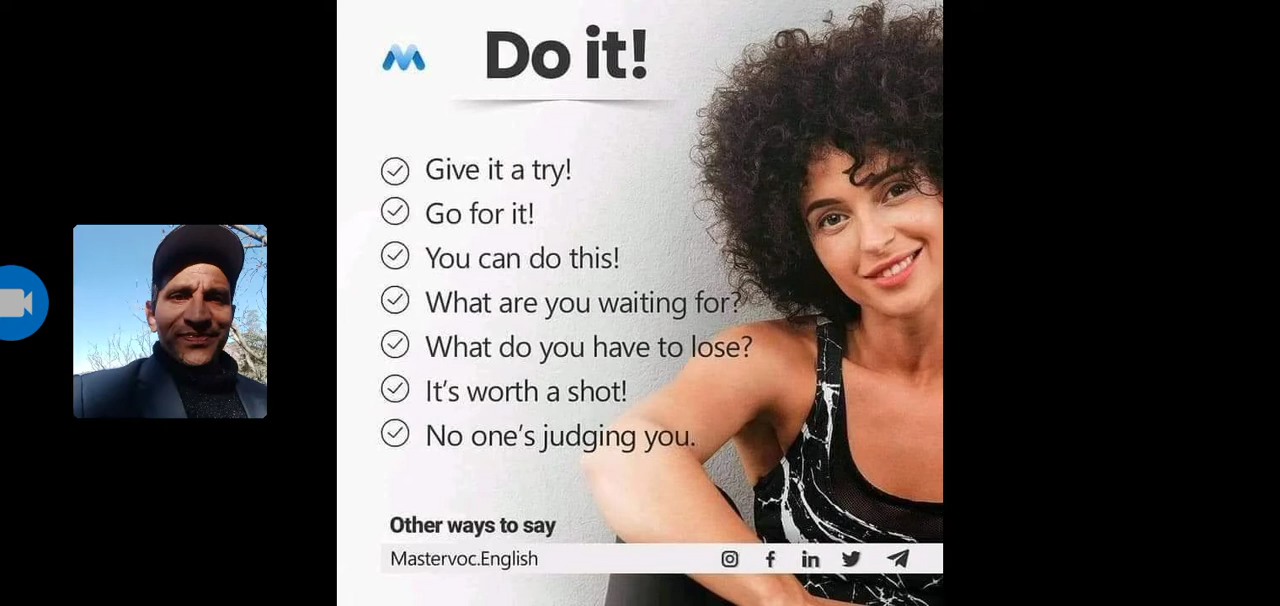 Do it!
Give it a try!
Go for it!
You can do this!
What are you waiting for?
What do you have to lose?
It's worth a shot!
No one's judging you.
Other ways to say
Mastervoc.English